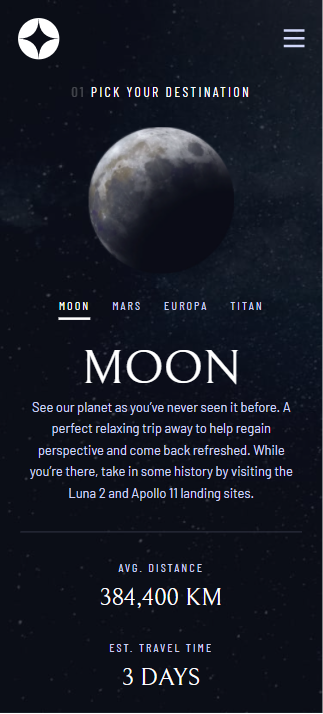 01 PICK YOUR DESTINATION
MOON MARS EUROPA TITAN
MOON
See our planet as you’ve never seen it before. A
perfect relaxing trip away to help regain
perspective and come back refreshed. While
you’re there, take in some history by visiting the
Luna 2 and Apollo 11 landing sites.
AVG. DISTANCE
384,400 KM
EST. TRAVEL TIME
3 DAYS